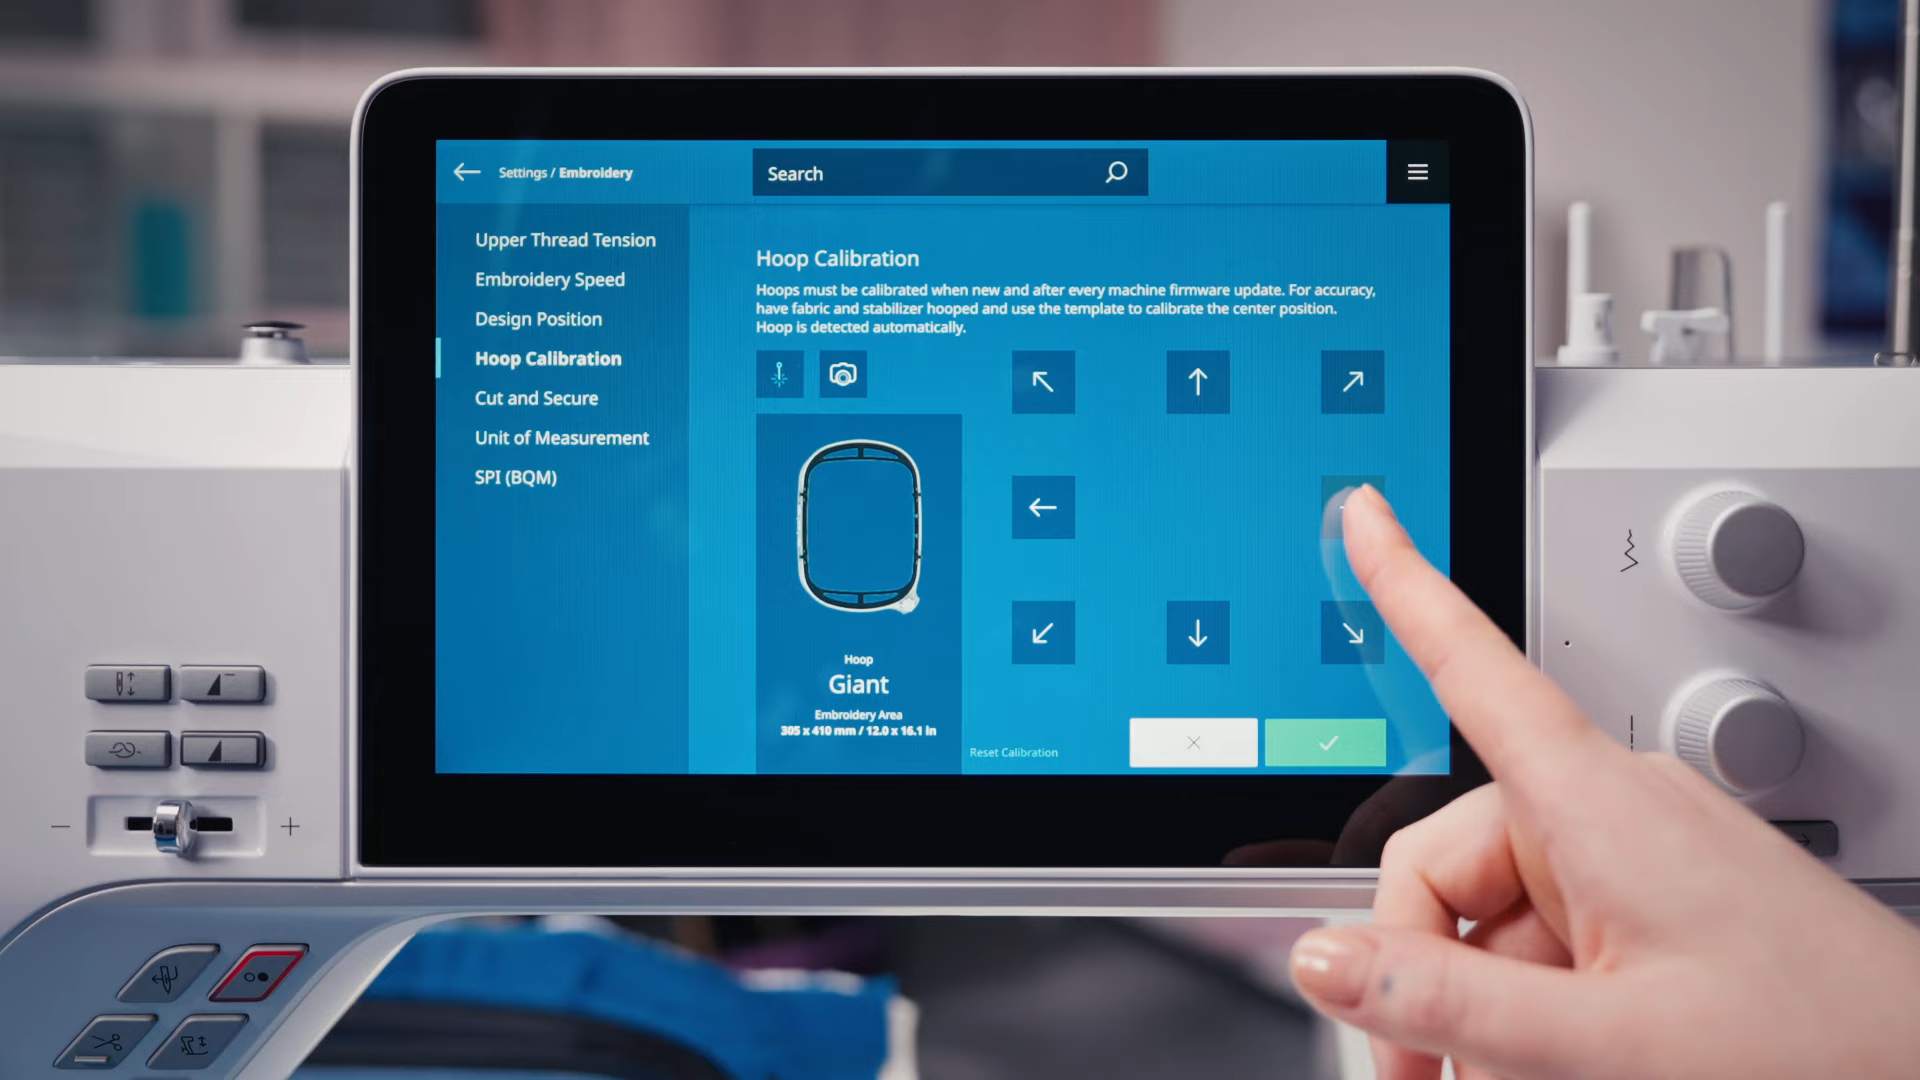 Settings / Embroidery
Search
Upper Thread Tension
Embroidery Speed
Design Position
Hoop Calibration
Cut and Secure
Unit of Measurement
SPI (BQM)
Hoop Calibration
Hoops must be calibrated when new and after every machine firmware update. For accuracy,
have fabric and stabilizer hooped and use the template to calibrate the center position.
Hoop is detected automatically.
Hoop
Giant
Embroidery Area
305 x 410 mm / 12.0 x 16.1 in
Reset Calibration